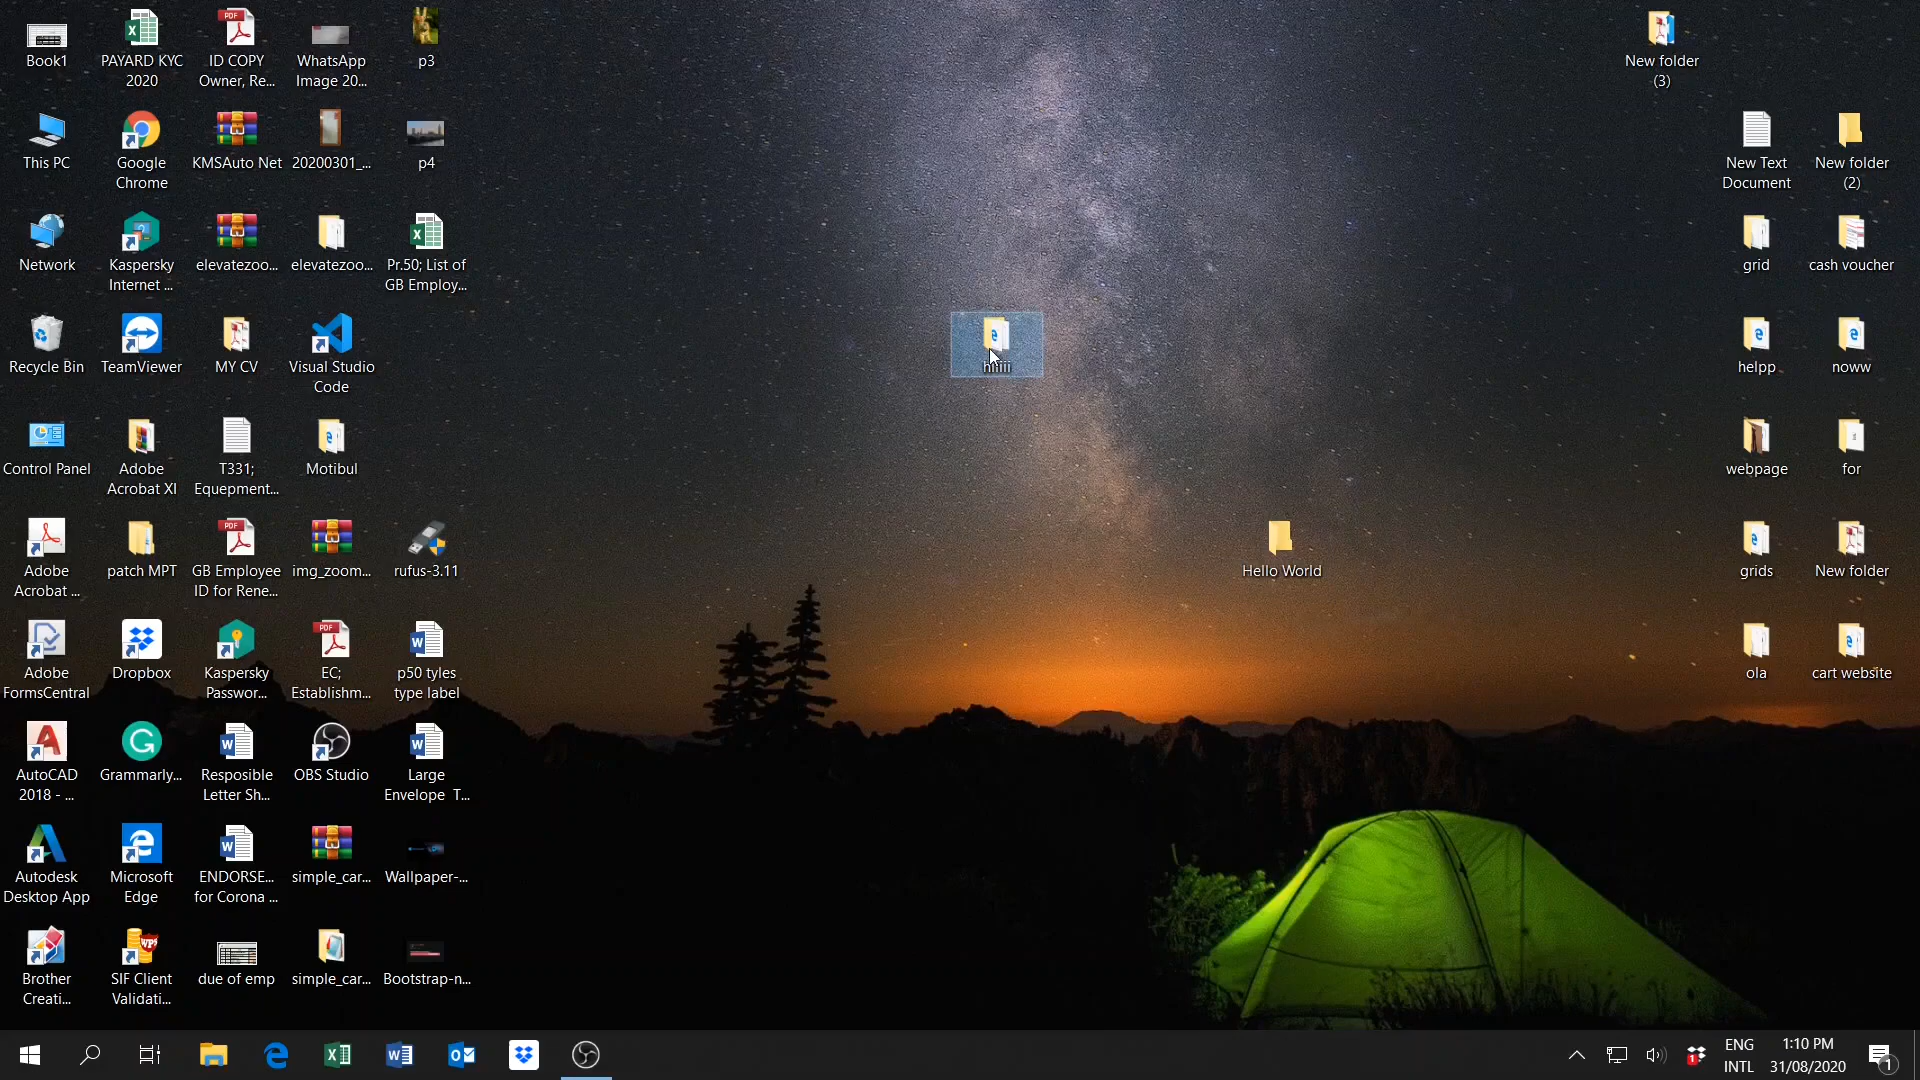 Book1
PAYARD KYC
2020
ID COPY
Owner, Re...
WhatsApp
Image 20...
p3
New folder
(3)
This PC
Google
Chrome
KMSAuto Net
20200301_...
p4
New Text
Document
New folder
(2)
Network
Kaspersky
Internet ...
elevatezoo...
elevatezoo...
Pr.50; List of
GB Employ...
grid
cash voucher
Recycle Bin
TeamViewer
MY CV
Visual Studio
Code
hiiiii
helpp
noww
Control Panel
Adobe
Acrobat XI
T331;
Equepment...
Motibul
webpage
for
Adobe
Acrobat ...
patch MPT
GB Employee
ID for Rene...
img_zoom...
rufus-3.11
Hello World
grids
New folder
Adobe
FormsCentral
Dropbox
Kaspersky
Passwor...
EC;
Establishm...
p50 tyles
type label
ola
cart website
AutoCAD
2018 - ...
Grammarly...
Resposible
Letter Sh...
OBS Studio
Large
Envelope T...
Autodesk
Desktop App
Microsoft
Edge
ENDORSE...
for Corona ...
simple_car...
Wallpaper-...
Brother
Creati...
SIF Client
Validati...
due of emp
simple_car...
Bootstrap-n...
ENG
INTL
1:10 PM
31/08/2020
1